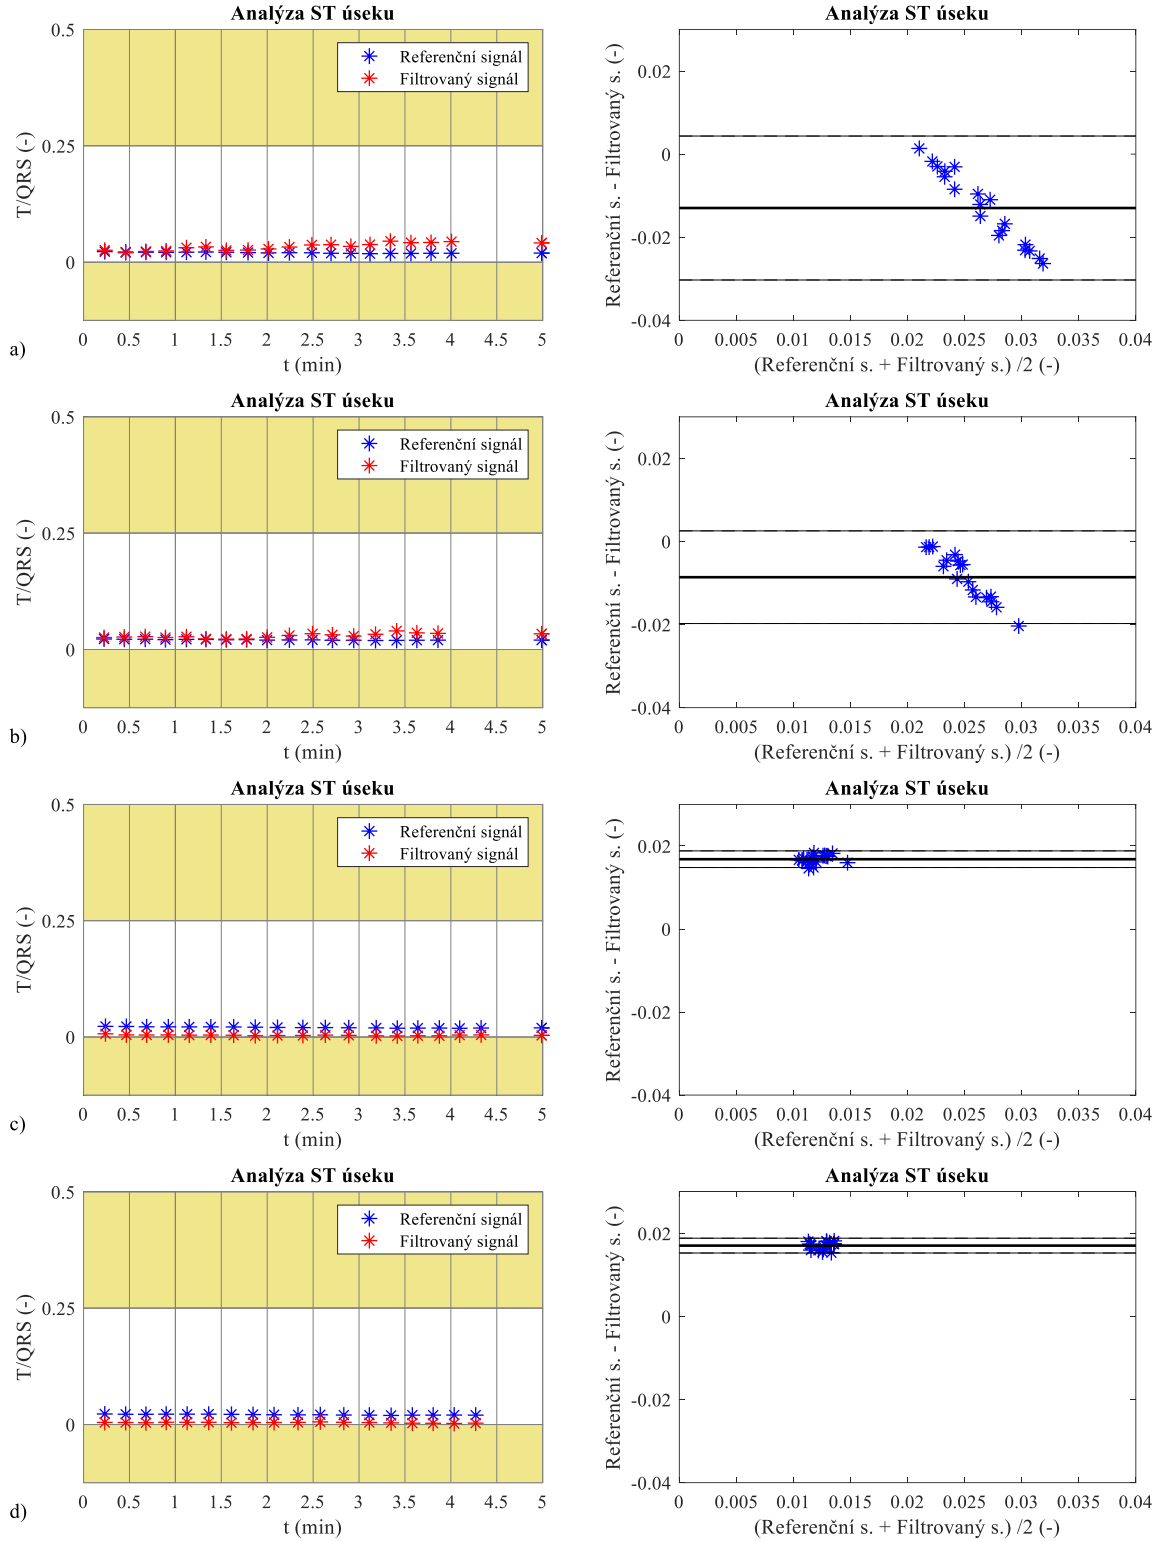 Analýza ST úseku
0.5
0.25
0
T/QRS (-)
Referenční signál
Filtrovaný signál
0 0.5 1 1.5 2 2.5 3 3.5 4 4.5 5
t (min)
a)
Analýza ST úseku
0.02
0
-0.02
-0.04
Referenční s. - Filtrovaný s. (-)
0 0.005 0.01 0.015 0.02 0.025 0.03 0.035 0.04
(Referenční s. + Filtrovaný s.) /2 (-)
Analýza ST úseku
0.5
0.25
0
T/QRS (-)
Referenční signál
Filtrovaný signál
0 0.5 1 1.5 2 2.5 3 3.5 4 4.5 5
t (min)
b)
Analýza ST úseku
0.02
0
-0.02
-0.04
Referenční s. - Filtrovaný s. (-)
0 0.005 0.01 0.015 0.02 0.025 0.03 0.035 0.04
(Referenční s. + Filtrovaný s.) /2 (-)
Analýza ST úseku
0.5
0.25
0
T/QRS (-)
Referenční signál
Filtrovaný signál
0 0.5 1 1.5 2 2.5 3 3.5 4 4.5 5
t (min)
c)
Analýza ST úseku
0.02
0
-0.02
-0.04
Referenční s. - Filtrovaný s. (-)
0 0.005 0.01 0.015 0.02 0.025 0.03 0.035 0.04
(Referenční s. + Filtrovaný s.) /2 (-)
Analýza ST úseku
0.5
0.25
0
T/QRS (-)
Referenční signál
Filtrovaný signál
0 0.5 1 1.5 2 2.5 3 3.5 4 4.5 5
t (min)
d)
Analýza ST úseku
0.02
0
-0.02
-0.04
Referenční s. - Filtrovaný s. (-)
0 0.005 0.01 0.015 0.02 0.025 0.03 0.035 0.04
(Referenční s. + Filtrovaný s.) /2 (-)